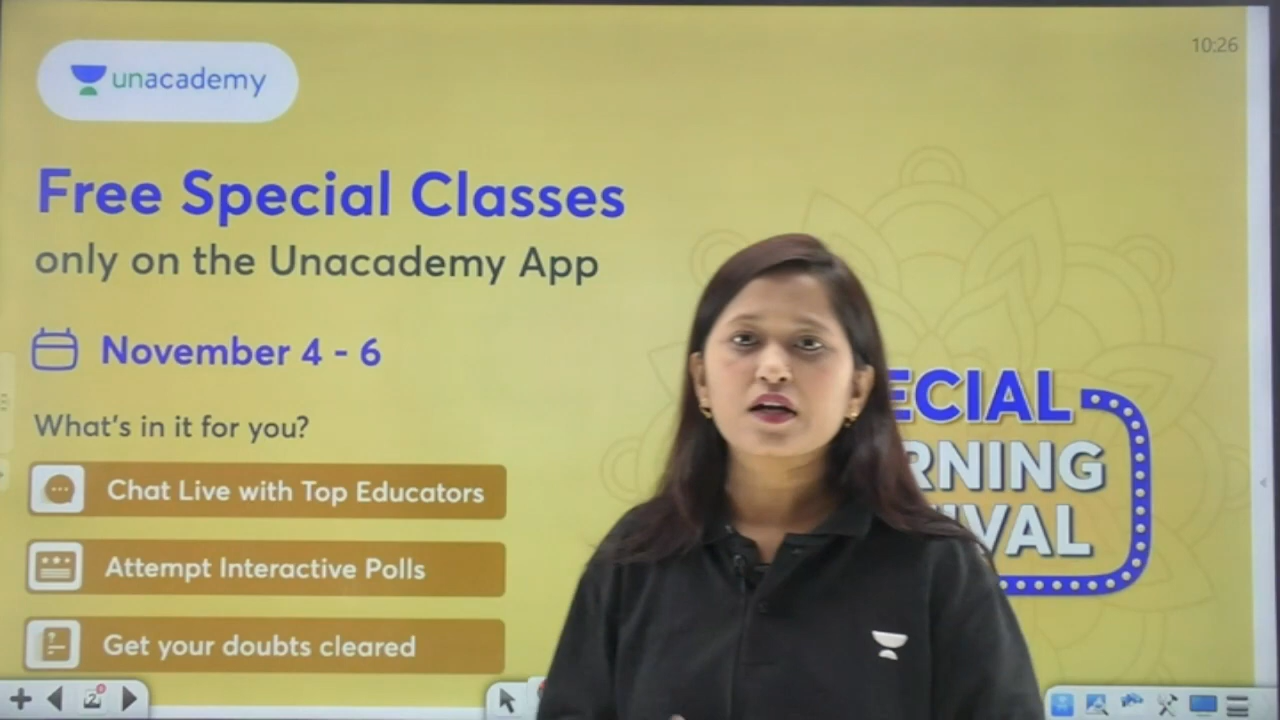 10:26
unacademy
Free Special Classes
only on the Unacademy App
November 4 - 6
What's in it for you?
Chat Live with Top Educators
Attempt Interactive Polls
Get your doubts cleared
ECIAL
RNING
VAL
2